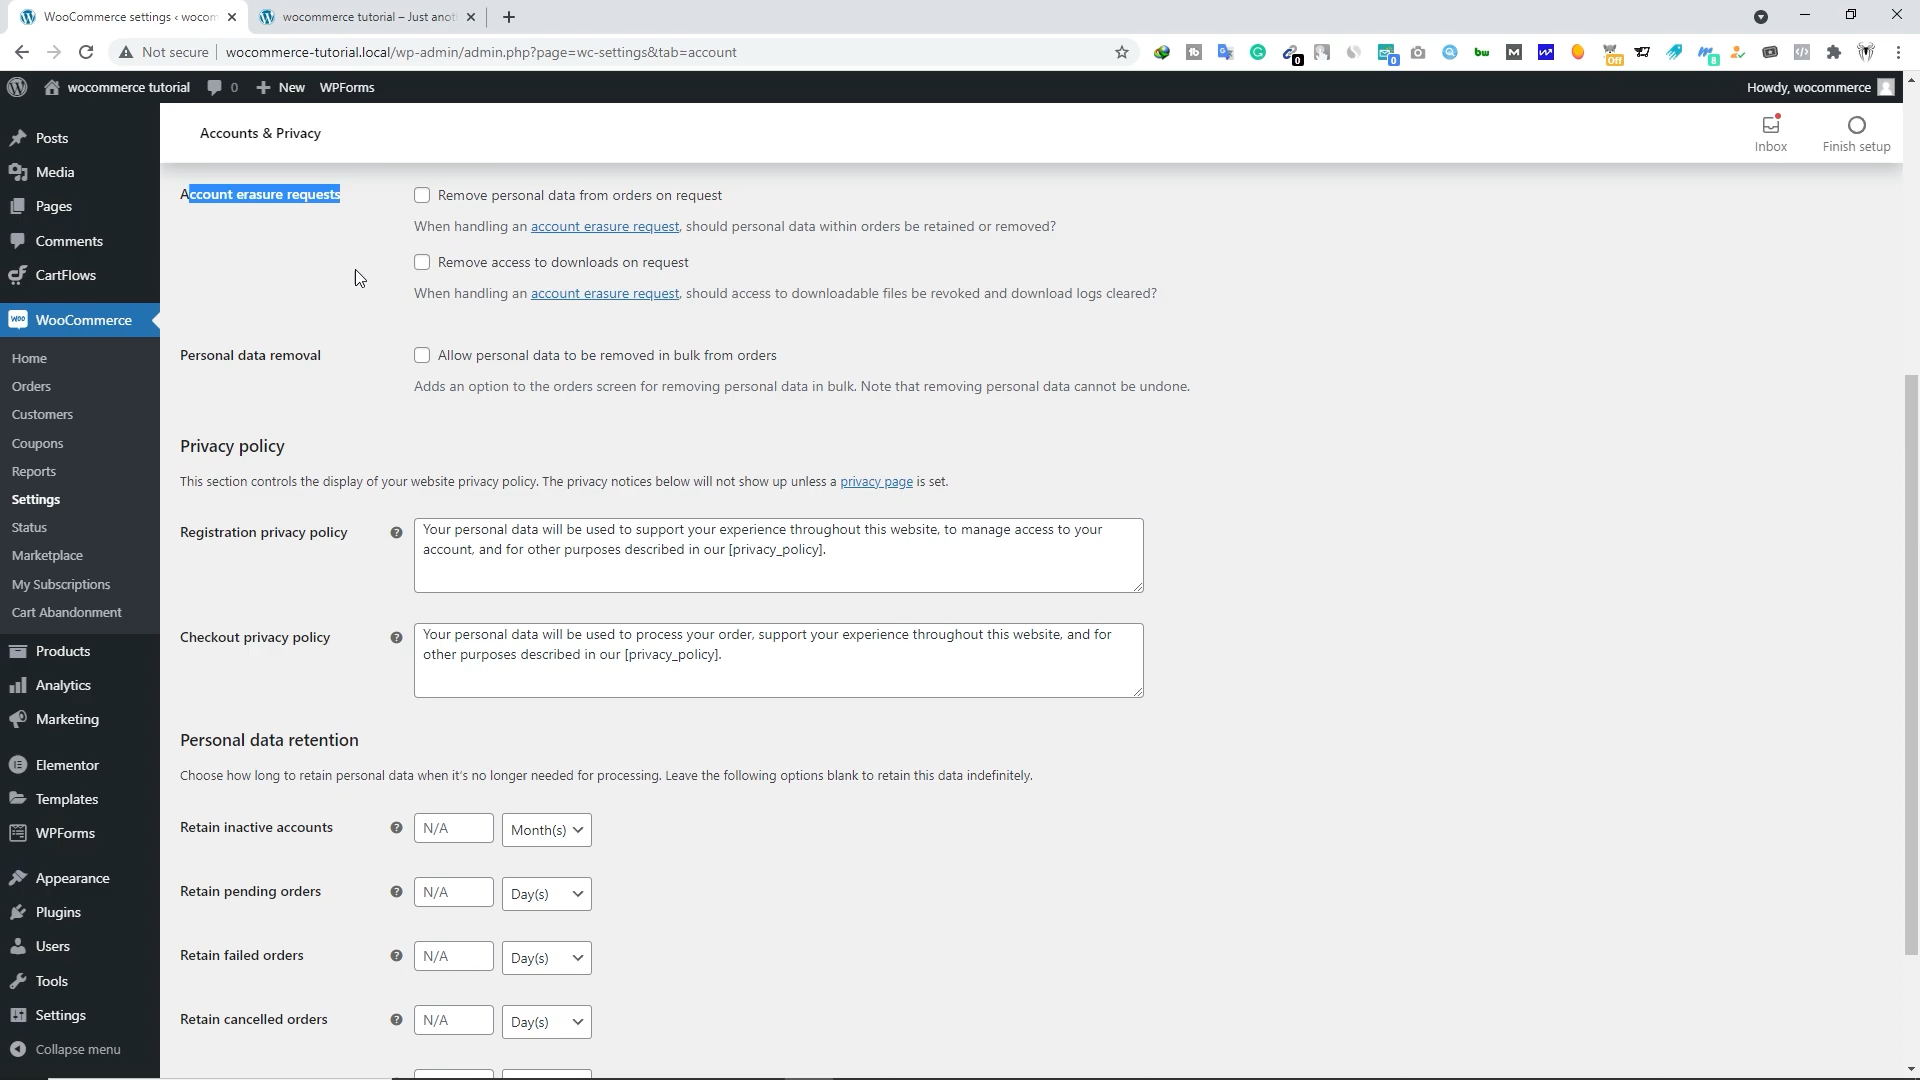 WooCommerce settings ‹ wocom
wocommerce tutorial – Just anot
Not secure
wocommerce-tutorial.local/wp-admin/admin.php?page=wc-settings&tab=account
wocommerce tutorial
0
New
WPForms
Howdy, wocommerce
Posts
Media
Pages
Comments
CartFlows
WooCommerce
Home
Orders
Customers
Coupons
Reports
Settings
Status
Marketplace
My Subscriptions
Cart Abandonment
Products
Analytics
Marketing
Elementor
Templates
WPForms
Appearance
Plugins
Users
Tools
Settings
Collapse menu
Accounts & Privacy
Inbox
Finish setup
Account erasure requests
Remove personal data from orders on request
When handling an account erasure request, should personal data within orders be retained or removed?
Remove access to downloads on request
When handling an account erasure request, should access to downloadable files be revoked and download logs cleared?
Personal data removal
Allow personal data to be removed in bulk from orders
Adds an option to the orders screen for removing personal data in bulk. Note that removing personal data cannot be undone.
Privacy policy
This section controls the display of your website privacy policy. The privacy notices below will not show up unless a privacy page is set.
Registration privacy policy
Your personal data will be used to support your experience throughout this website, to manage access to your
account, and for other purposes described in our [privacy_policy].
Checkout privacy policy
Your personal data will be used to process your order, support your experience throughout this website, and for
other purposes described in our [privacy_policy].
Personal data retention
Choose how long to retain personal data when it's no longer needed for processing. Leave the following options blank to retain this data indefinitely.
Retain inactive accounts
N/A
Month(s)
Retain pending orders
N/A
Day(s)
Retain failed orders
N/A
Day(s)
Retain cancelled orders
N/A
Day(s)